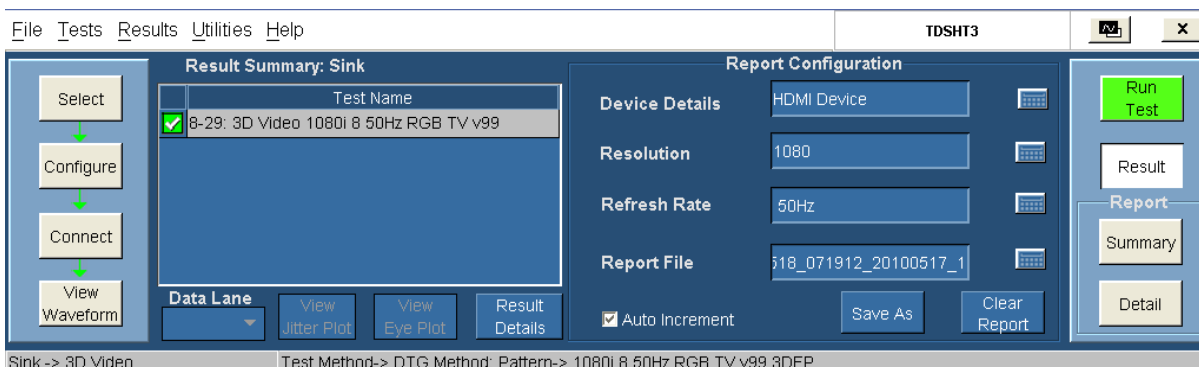 File Tests Results Utilities Help
TDSHT3
x
Select
Configure
Connect
View
Waveform
Result Summary: Sink
Test Name
8-29: 3D Video 1080i 8 50Hz RGB TV v99
Data Lane
View
Jitter Plot
View
Eye Plot
Result
Details
Report Configuration
Device Details
HDMI Device
Resolution
1080
Refresh Rate
50Hz
Report File
518_071912_20100517_1
Auto Increment
Save As
Clear
Report
Run
Test
Result
Report
Summary
Detail
Sink -> 3D Video
Test Method-> DTG Method: Pattern-> 1080i 8 50Hz RGB TV v99 3DFP